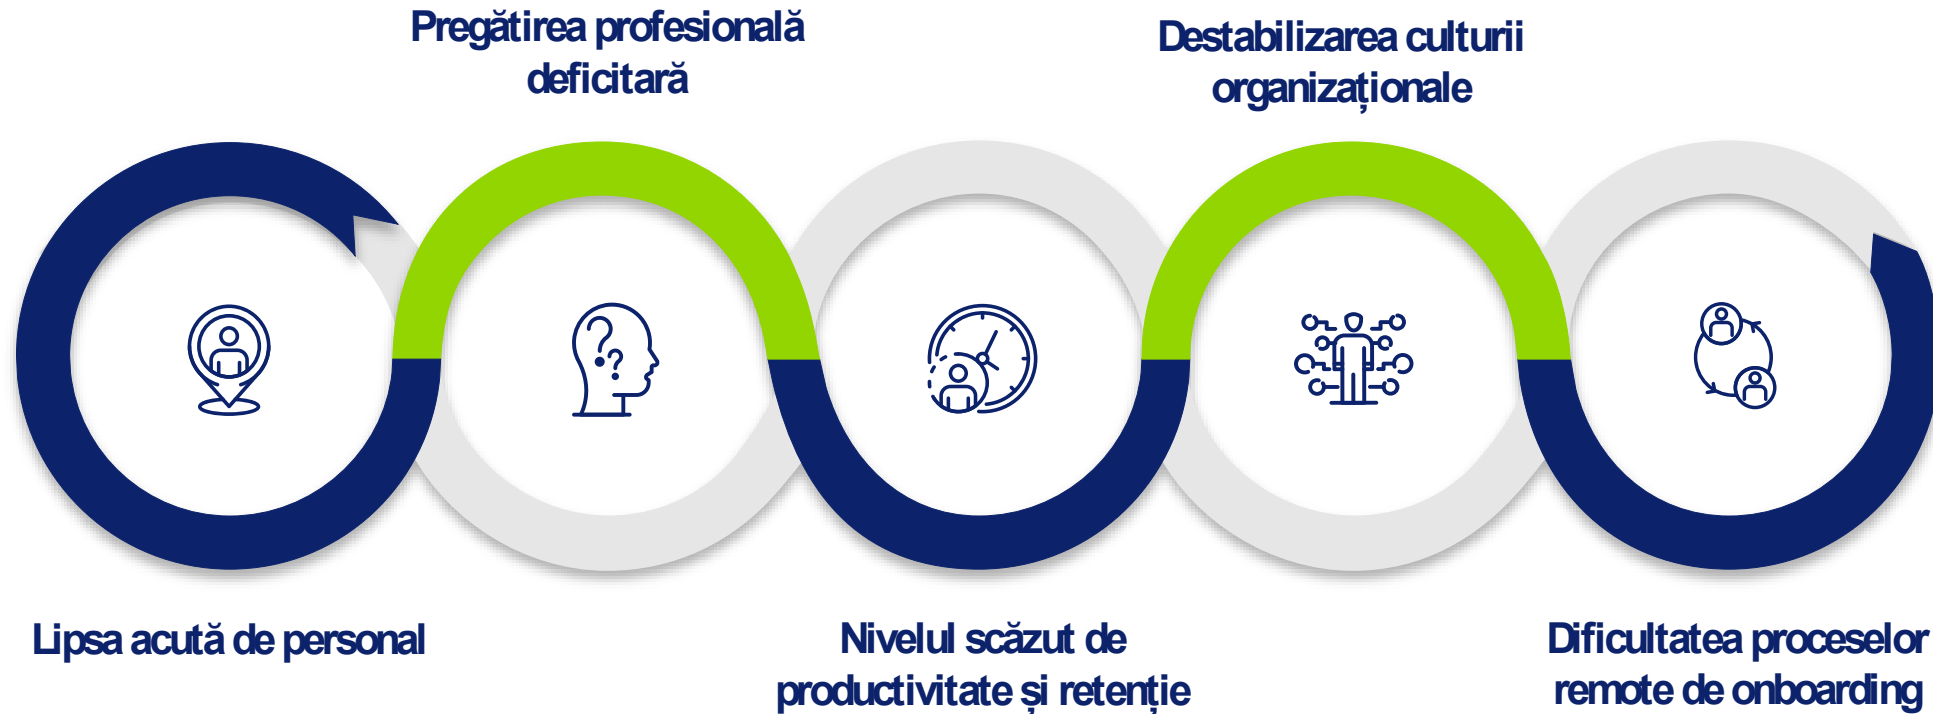 Pregătirea profesională
deficitară
Destabilizarea culturii
organizaționale
Lipsa acută de personal
Nivelul scăzut de
productivitate și retenție
Dificultatea proceselor
remote de onboarding